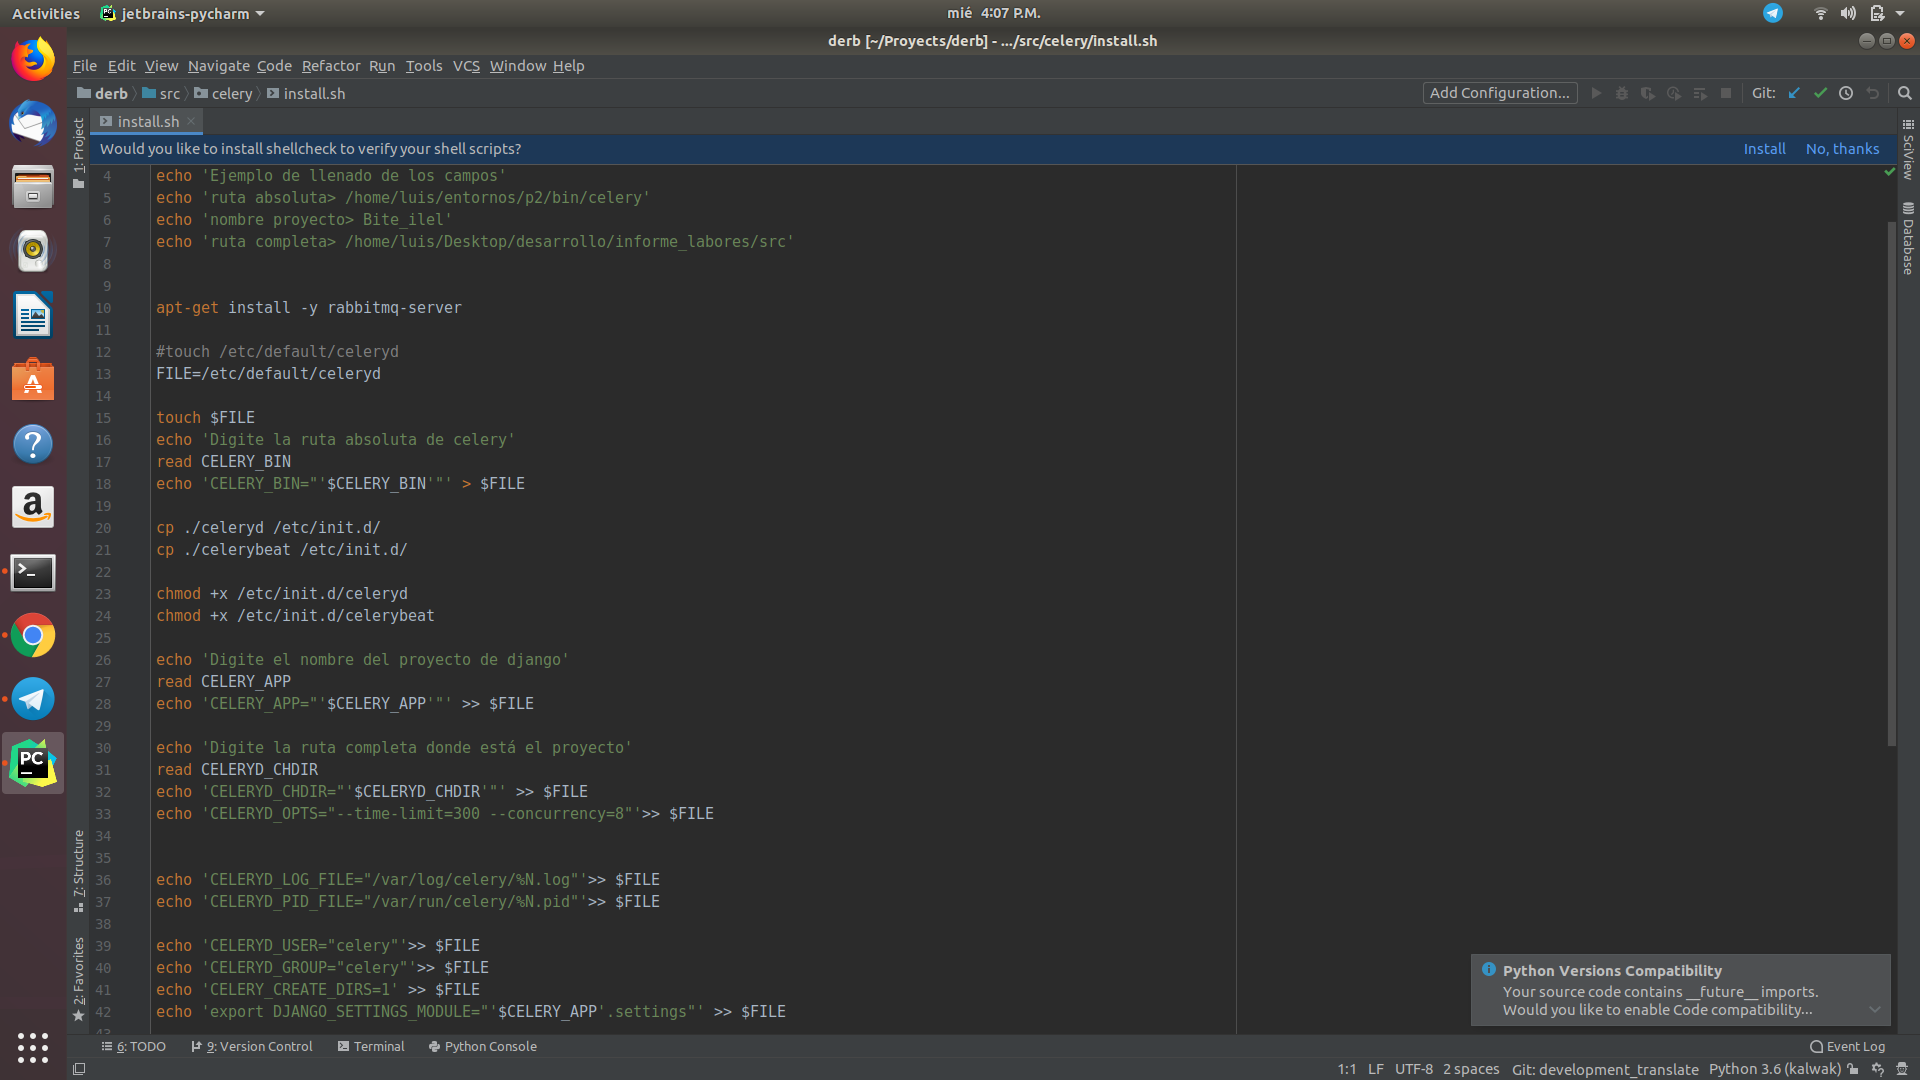 Activities
jetbrains-pycharm
mié 4:07 P.M.
derb [~/Proyects/derb] - .../src/celery/install.sh
File Edit View Navigate Code Refactor Run Tools VCS Window Help
derb src celery install.sh
Add Configuration...
Git:
install.sh
Would you like to install shellcheck to verify your shell scripts?
Install No, thanks
1: Project
7: Structure
2: Favorites
SciView
Database
4 echo 'Ejemplo de llenado de los campos'
5 echo 'ruta absoluta> /home/luis/entornos/p2/bin/celery'
6 echo 'nombre proyecto> Bite_ilel'
7 echo 'ruta completa> /home/luis/Desktop/desarrollo/informe_labores/src'
8
9
10 apt-get install -y rabbitmq-server
11
12 #touch /etc/default/celeryd
13 FILE=/etc/default/celeryd
14
15 touch $FILE
16 echo 'Digite la ruta absoluta de celery'
17 read CELERY_BIN
18 echo 'CELERY_BIN="'$CELERY_BIN'"' > $FILE
19
20 cp ./celeryd /etc/init.d/
21 cp ./celerybeat /etc/init.d/
22
23 chmod +x /etc/init.d/celeryd
24 chmod +x /etc/init.d/celerybeat
25
26 echo 'Digite el nombre del proyecto de django'
27 read CELERY_APP
28 echo 'CELERY_APP="'$CELERY_APP'"' >> $FILE
29
30 echo 'Digite la ruta completa donde está el proyecto'
31 read CELERYD_CHDIR
32 echo 'CELERYD_CHDIR="'$CELERYD_CHDIR'"' >> $FILE
33 echo 'CELERYD_OPTS="--time-limit=300 --concurrency=8"'>> $FILE
34
35
36 echo 'CELERYD_LOG_FILE="/var/log/celery/%N.log"'>> $FILE
37 echo 'CELERYD_PID_FILE="/var/run/celery/%N.pid"'>> $FILE
38
39 echo 'CELERYD_USER="celery"'>> $FILE
40 echo 'CELERYD_GROUP="celery"'>> $FILE
41 echo 'CELERY_CREATE_DIRS=1' >> $FILE
42 echo 'export DJANGO_SETTINGS_MODULE="'$CELERY_APP'.settings"' >> $FILE
43
Python Versions Compatibility
Your source code contains __future__ imports.
Would you like to enable Code compatibility...
6: TODO 9: Version Control Terminal Python Console
Event Log
1:1 LF UTF-8 2 spaces Git: development_translate Python 3.6 (kalwak)